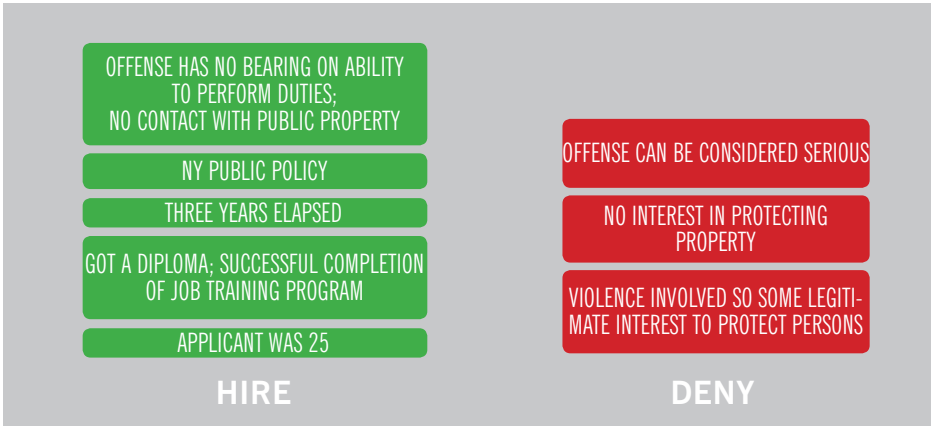 OFFENSE HAS NO BEARING ON ABILITY
TO PERFORM DUTIES;
NO CONTACT WITH PUBLIC PROPERTY
NY PUBLIC POLICY
THREE YEARS ELAPSED
GOT A DIPLOMA; SUCCESSFUL COMPLETION
OF JOB TRAINING PROGRAM
APPLICANT WAS 25
HIRE
OFFENSE CAN BE CONSIDERED SERIOUS
NO INTEREST IN PROTECTING
PROPERTY
VIOLENCE INVOLVED SO SOME LEGITI-
MATE INTEREST TO PROTECT PERSONS
DENY